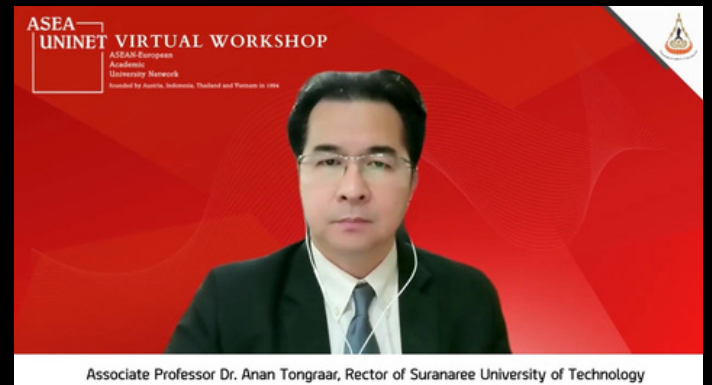 ASEA
UNINET VIRTUAL WORKSHOP
ASEAN-European
Academic
University Network
founded by Austria, Indonesia, Thailand and Vietnam in 1994
Associate Professor Dr. Anan Tongraar, Rector of Suranaree University of Technology